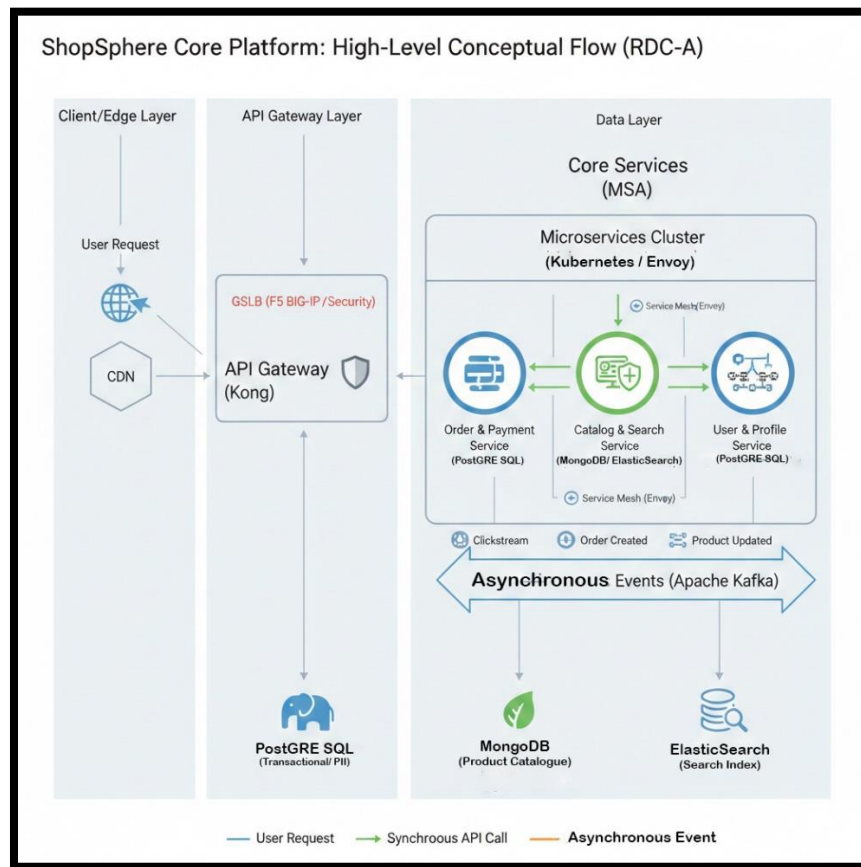 ShopSphere Core Platform: High-Level Conceptual Flow (RDC-A)
Client/Edge Layer
API Gateway Layer
Data Layer
Core Services
(MSA)
User Request
CDN
GSLB (F5 BIG-IP/Security)
API Gateway
(Kong)
Microservices Cluster
(Kubernetes / Envoy)
Service Mesh (Envey)
Order & Payment
Service
(PostGRE SQL)
Catalog & Search
Service
(MongoDB/ ElasticSearch)
User & Profile
Service
(PostGRE SQL)
Service Mesh (Envey)
Clickstream
Order Created
Product Updated
Asynchronous Events (Apache Kafka)
PostGRE SQL
(Transactional/ PII)
MongoDB
(Product Catalogue)
ElasticSearch
(Search Index)
User Request
Synchroous API Call
Asynchronous Event